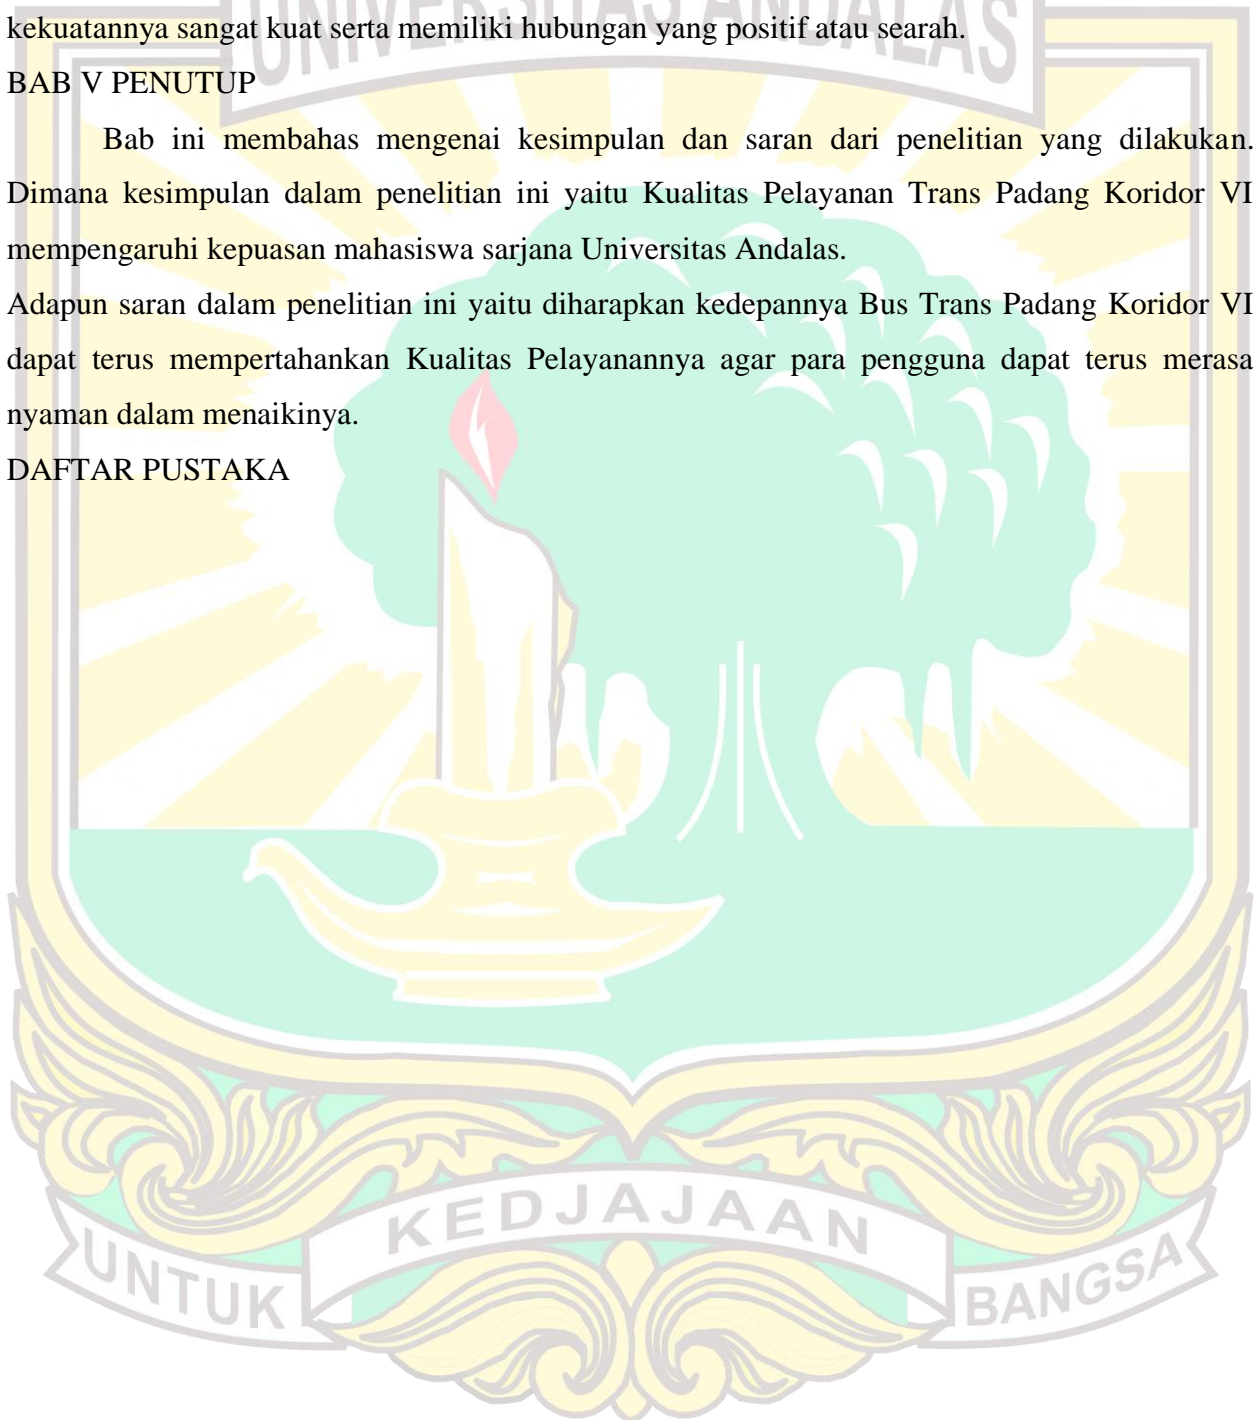 UNIVERSITAS ANDALAS
kekuatannya sangat kuat serta memiliki hubungan yang positif atau searah.
BAB V PENUTUP
Bab ini membahas mengenai kesimpulan dan saran dari penelitian yang dilakukan.
Dimana kesimpulan dalam penelitian ini yaitu Kualitas Pelayanan Trans Padang Koridor VI
mempengaruhi kepuasan mahasiswa sarjana Universitas Andalas.
Adapun saran dalam penelitian ini yaitu diharapkan kedepannya Bus Trans Padang Koridor VI
dapat terus mempertahankan Kualitas Pelayanannya agar para pengguna dapat terus merasa
nyaman dalam menaikinya.
DAFTAR PUSTAKA
UNTUK KEDJAJAAN BANGSA